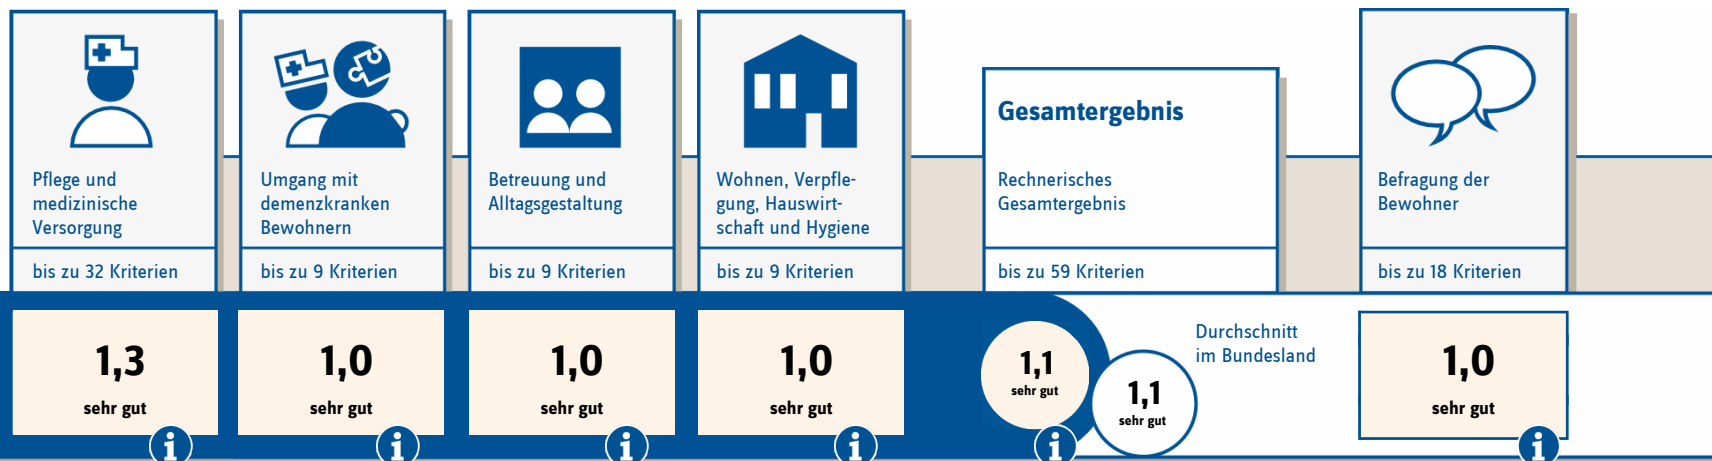 Pflege und
medizinische
Versorgung
bis zu 32 Kriterien
1,3
sehr gut
Umgang mit
demenzkranken
Bewohnern
bis zu 9 Kriterien
1,0
sehr gut
Betreuung und
Alltagsgestaltung
bis zu 9 Kriterien
1,0
sehr gut
Wohnen, Verpfle-
gung, Hauswirt-
schaft und Hygiene
bis zu 9 Kriterien
1,0
sehr gut
Gesamtergebnis
Rechnerisches
Gesamtergebnis
bis zu 59 Kriterien
1,1
sehr gut
Durchschnitt
im Bundesland
1,1
sehr gut
Befragung der
Bewohner
bis zu 18 Kriterien
1,0
sehr gut